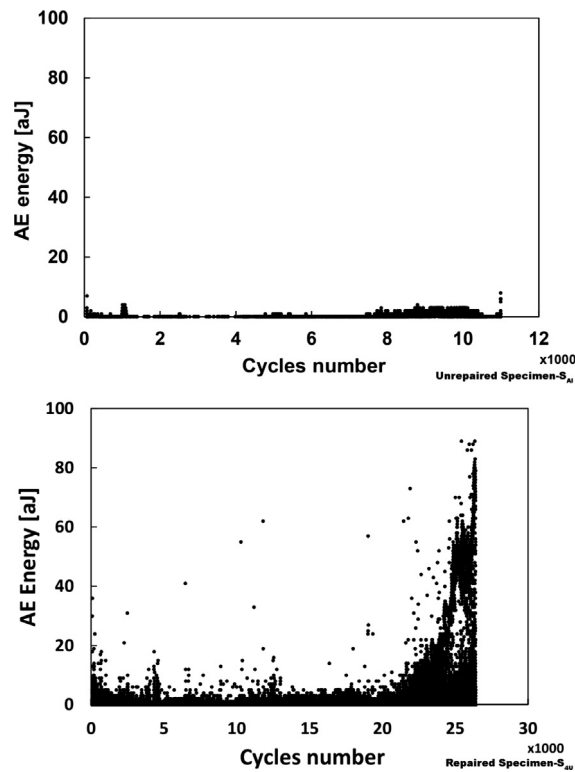 100
80
60
40
20
0
AE energy [aJ]
0 2 4 6 8 10 12
x1000
Cycles number
Unrepaired Specimen-S_Al
100
80
60
40
20
0
AE Energy [aJ]
0 5 10 15 20 25 30
x1000
Cycles number
Repaired Specimen-S_4U